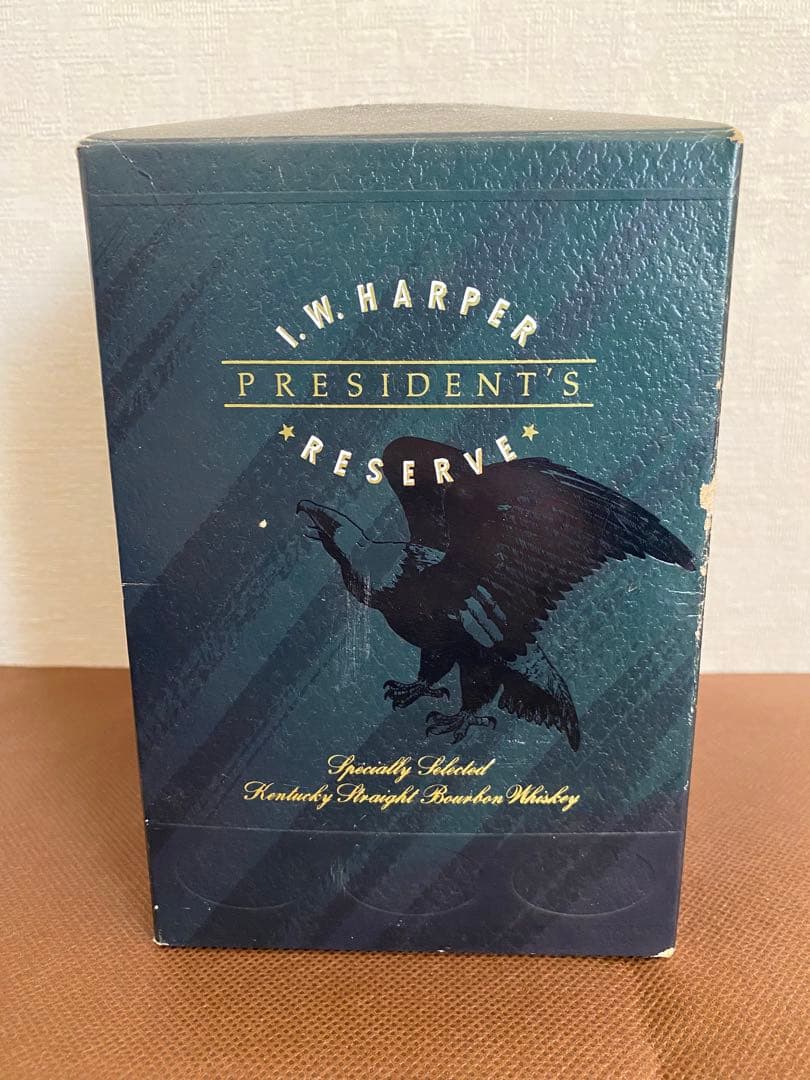 I.W. HARPER
PRESIDENT'S
RESERVE
Specially Selected
Kentucky Straight Bourbon Whiskey